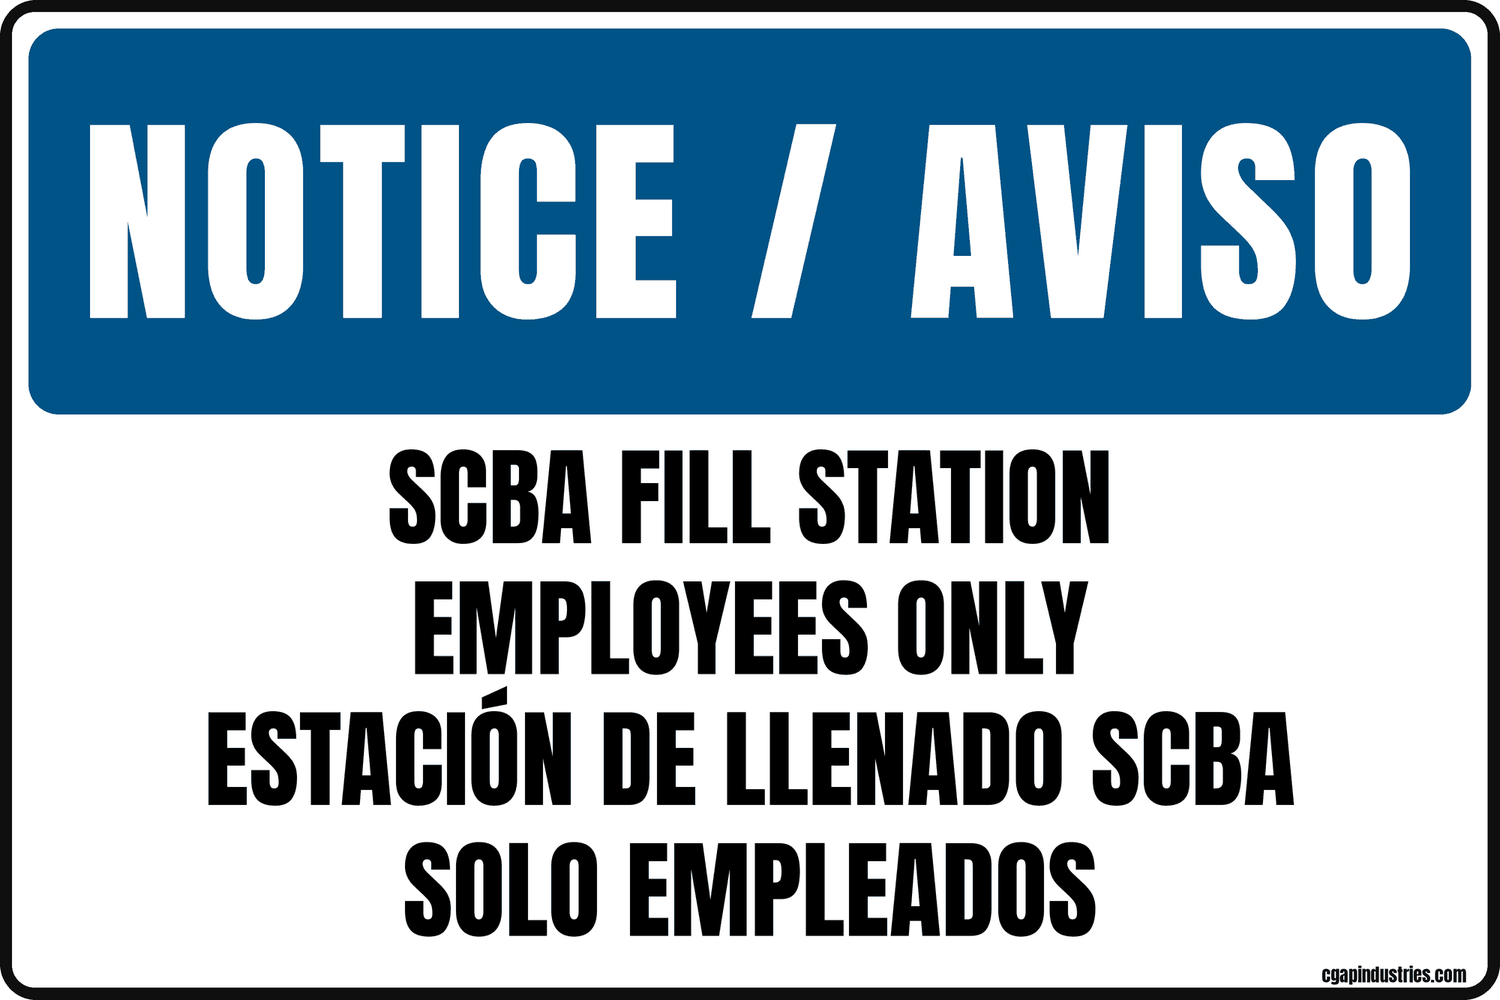 NOTICE / AVISO
SCBA FILL STATION
EMPLOYEES ONLY
ESTACIÓN DE LLENADO SCBA
SOLO EMPLEADOS
cgapindustries.com